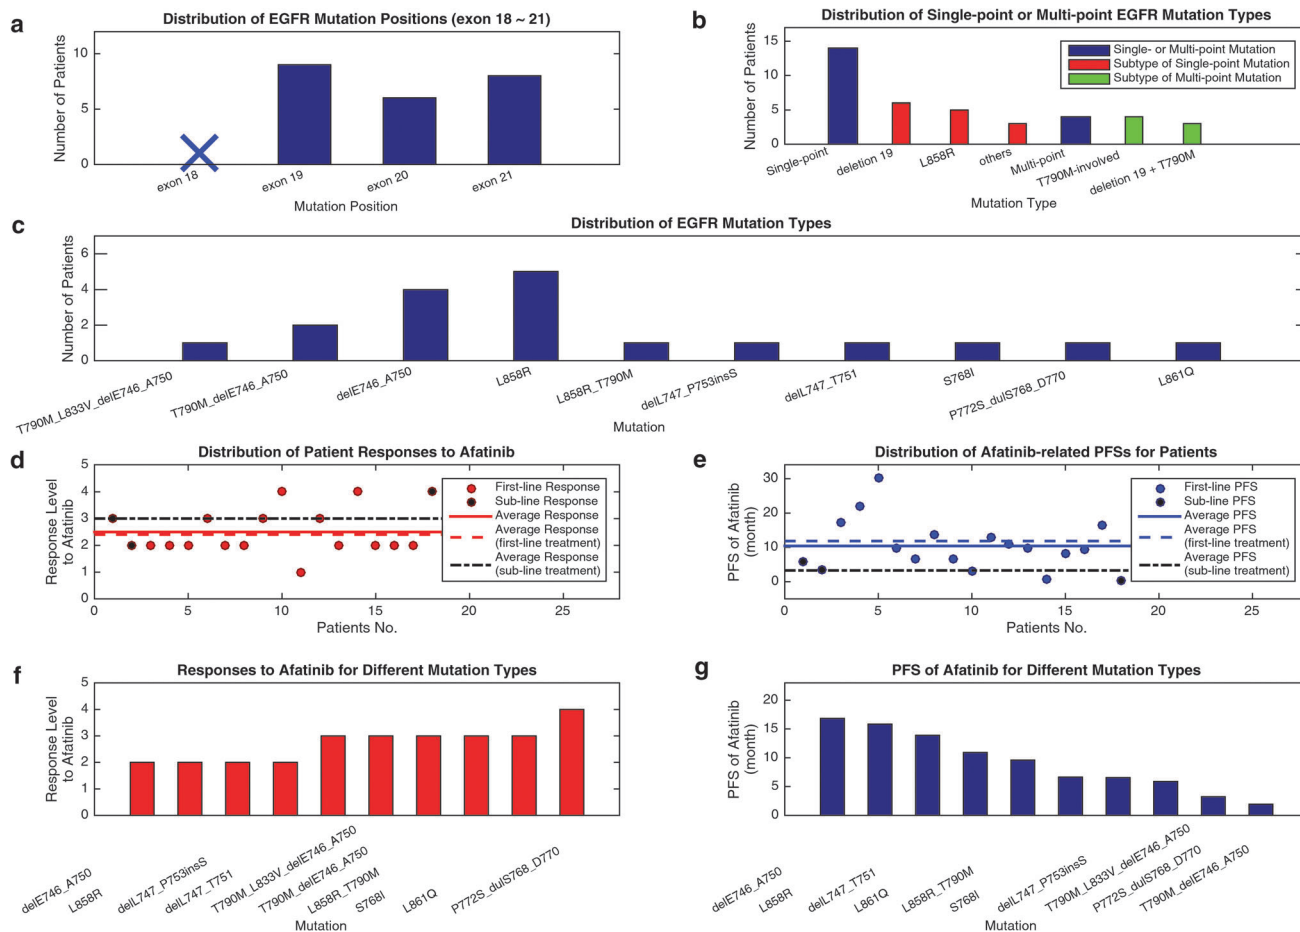 a
Distribution of EGFR Mutation Positions (exon 18 ~ 21)
Number of Patients
10
5
0
exon 18
exon 19
exon 20
exon 21
Mutation Position
b
Distribution of Single-point or Multi-point EGFR Mutation Types
Number of Patients
15
10
5
0
Single- or Multi-point Mutation
Subtype of Single-point Mutation
Subtype of Multi-point Mutation
Single-point
deletion 19
L858R
others
Multi-point
T790M-involved
deletion 19 + T790M
Mutation Type
c
Distribution of EGFR Mutation Types
Number of Patients
6
4
2
0
T790M_L833V_delE746_A750
T790M_delE746_A750
delE746_A750
L858R
L858R_T790M
delL747_P753insS
delL747_T751
S768I
P772S_dulS768_D770
L861Q
Mutation
d
Distribution of Patient Responses to Afatinib
Response Level
to Afatinib
5
4
3
2
1
0
First-line Response
Sub-line Response
Average Response
Average Response
(first-line treatment)
Average Response
(sub-line treatment)
0
5
10
15
20
25
Patients No.
e
Distribution of Afatinib-related PFSs for Patients
PFS of Afatinib
(month)
30
20
10
0
First-line PFS
Sub-line PFS
Average PFS
Average PFS
(first-line treatment)
Average PFS
(sub-line treatment)
0
5
10
15
20
25
Patients No.
f
Responses to Afatinib for Different Mutation Types
Response Level
to Afatinib
5
4
3
2
1
0
delE746_A750
L858R
delL747_P753insS
delL747_T751
T790M_L833V_delE746_A750
T790M_delE746_A750
L858R_T790M
S768I
L861Q
P772S_dulS768_D770
Mutation
g
PFS of Afatinib for Different Mutation Types
PFS of Afatinib
(month)
20
15
10
5
0
delE746_A750
L858R
delL747_T751
L861Q
L858R_T790M
S768I
delL747_P753insS
T790M_L833V_delE746_A750
P772S_dulS768_D770
T790M_delE746_A750
Mutation